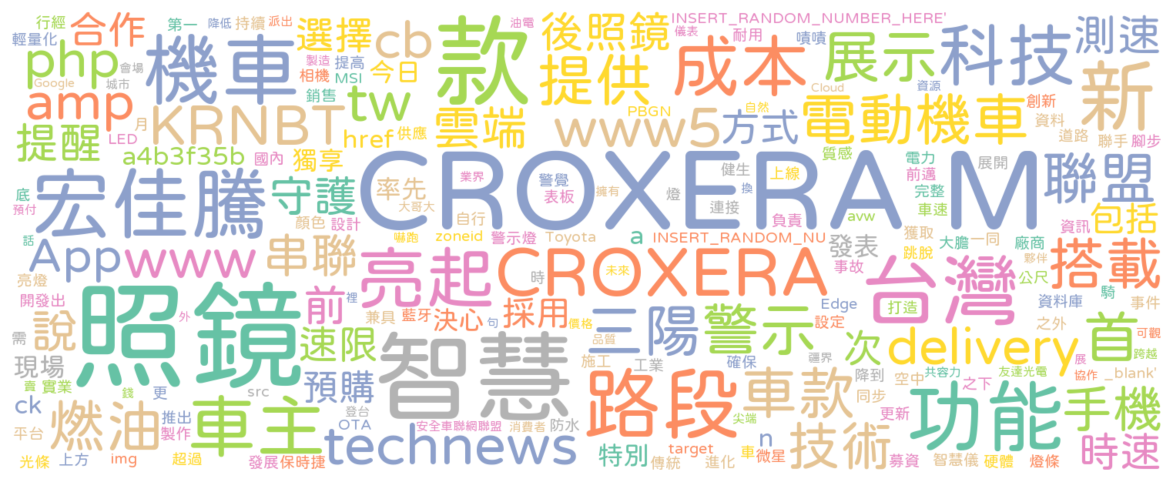 行經 合作 第一 降低 持續 派出 油電 款 後照鏡 INSERT_RANDOM_NUMBER_HERE' 展示 科技 測速
輕量化 php 機車 選擇 cb 儀表 耐用 嘖嘖 新
會場 製造 提高 提供 成本 資源
Google 城市 相機 MSI 今日 Cloud
amp 銷售 tw PBGN 自然 電動機車 創新
月 KRNBT 雲端 www5 方式 資料 道路 聯手 腳步
提醒 LED href 供應
a4b3f35b 國內 獨享 質感 電力 前邁 展開 聯盟
底 預付 宏佳騰 守護 率先 業界 CROXERA M 警覺 表板 擁有 健生 燈 換 連接 上線 完整 包括
顏色 設計 大哥大 自行 負責 avw 車速
話 嚇跑 zoneid 警示燈 Toyota a INSERT_RANDOM_NU 獲取 跳脫 大膽 一同 資訊 廠商 夥伴
App www 串聯 亮起 CROXERA 未來 發表 事故 台灣 公尺 搭載
亮燈 時
開發出 裡 前 兼具 藍牙 決心 採用 價格 三陽 警示 Edge 設定 打造 資料庫 騎 事件
需 說 照鏡 外 速限 智慧 句 品質 之外 首 可觀 跨越
現場 施工 工業 疆界 確保 次 delivery 展 協作 _blank'
賣 實業 錢 更 src 預購 路段 車款 降到 空中 共容力 友達光電 之下
ck 燃油 推出 車主 登台 同步 更新 功能 手機
平台 製作 OTA 安全車聯網聯盟 消費者 防水 尖端 n 技術
光條 上方 img 超過 發展 保時捷 technews 特別 target 傳統 進化 車 微星 募資 智慧儀 硬體 燈條 時速